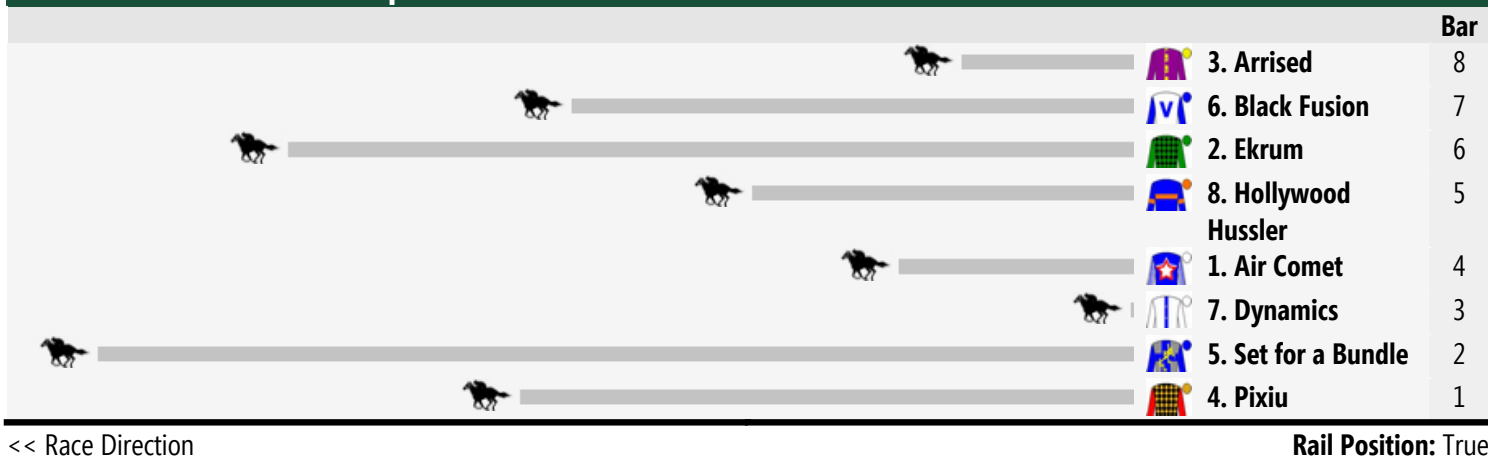 Bar
3. Arrised 8
6. Black Fusion 7
2. Ekrum 6
8. Hollywood 5
Hussler
1. Air Comet 4
7. Dynamics 3
5. Set for a Bundle 2
4. Pixiu 1
<< Race Direction Rail Position: True